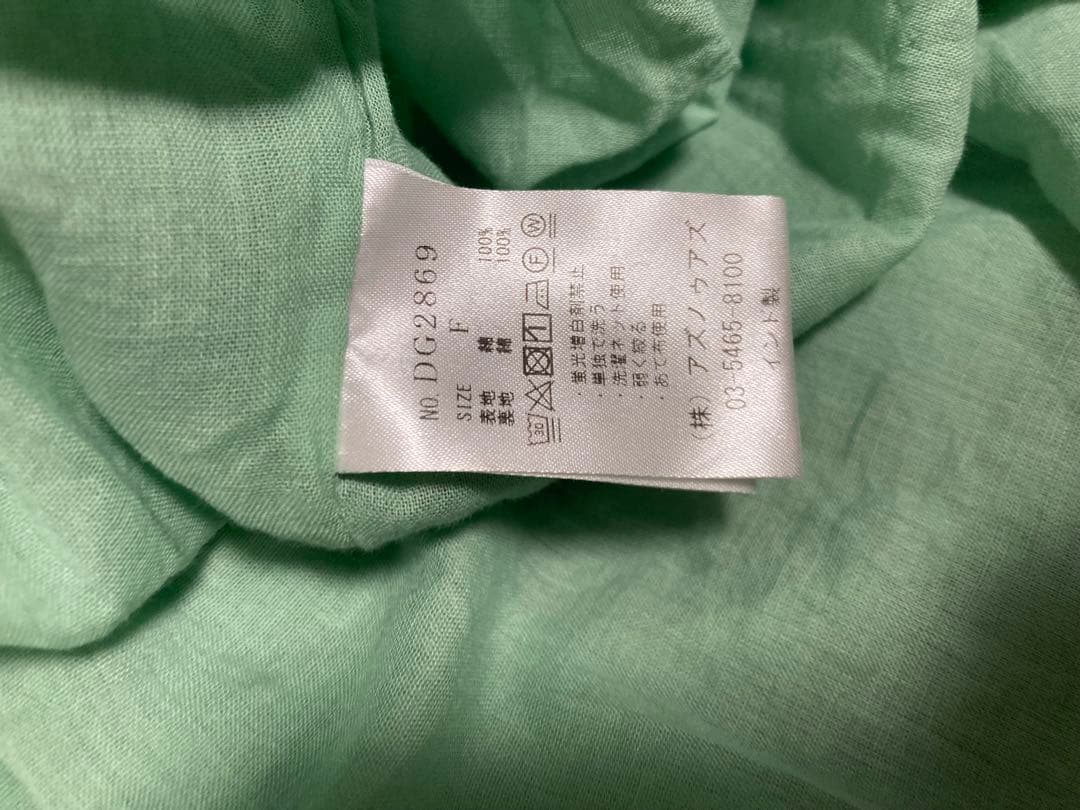 NO. DG2869
SIZE F
表地 綿 100%
裏地 綿 100%
30 F W
・蛍光増白剤禁止
・単独で洗う
・洗濯ネット使用
・弱く絞る
・あて布使用
(株)アズノゥアズ
03-5465-8100
インド製